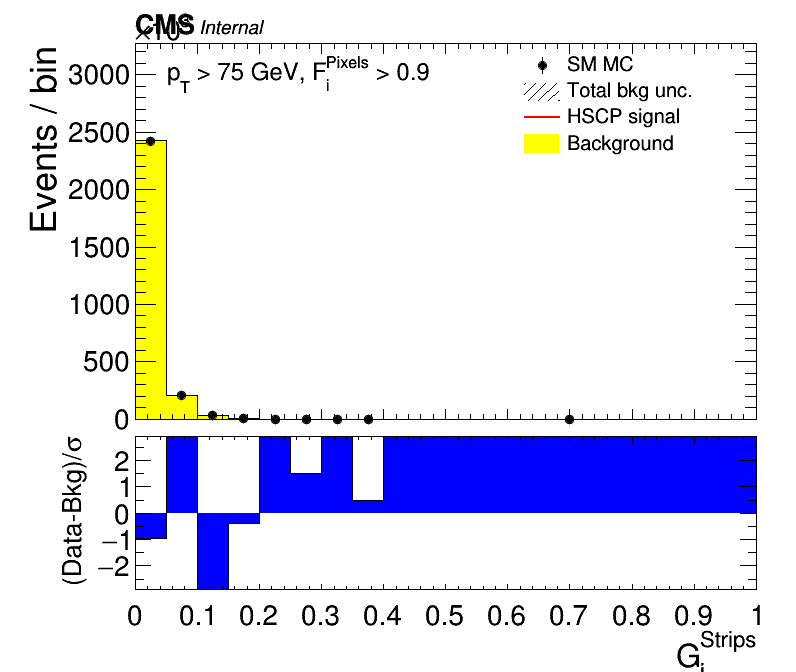 CMS Internal
×10
Events / bin
3000
2500
2000
1500
1000
500
0
p_T > 75 GeV, F_i^Pixels > 0.9
SM MC
Total bkg unc.
HSCP signal
Background
(Data-Bkg)/σ
2
1
0
−1
−2
0 0.1 0.2 0.3 0.4 0.5 0.6 0.7 0.8 0.9 1
G_i^Strips